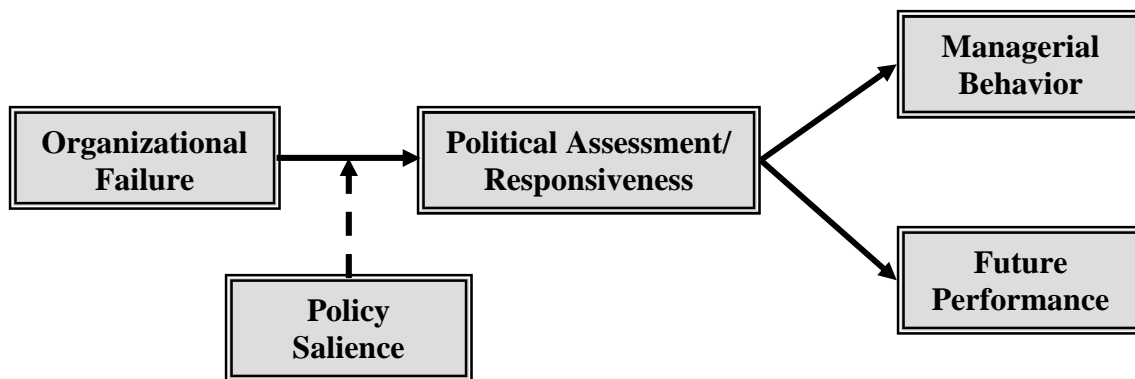 Organizational
Failure
Political Assessment/
Responsiveness
Managerial
Behavior
Policy
Salience
Future
Performance